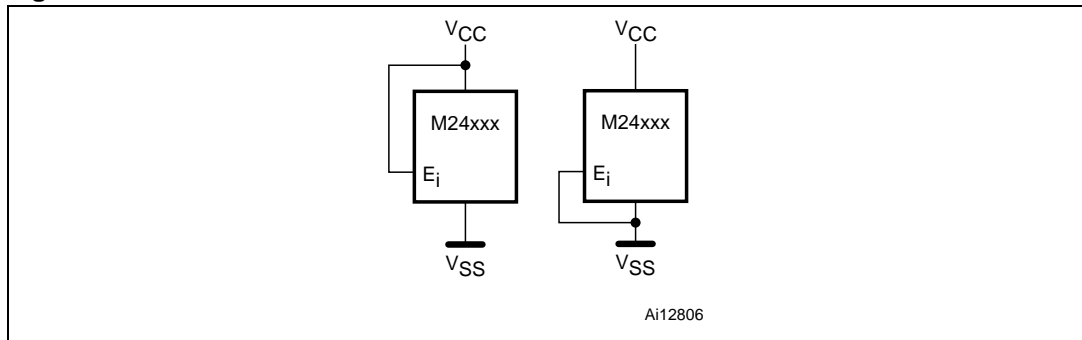 VCC VCC
M24xxx M24xxx
Ei Ei
VSS VSS
Ai12806